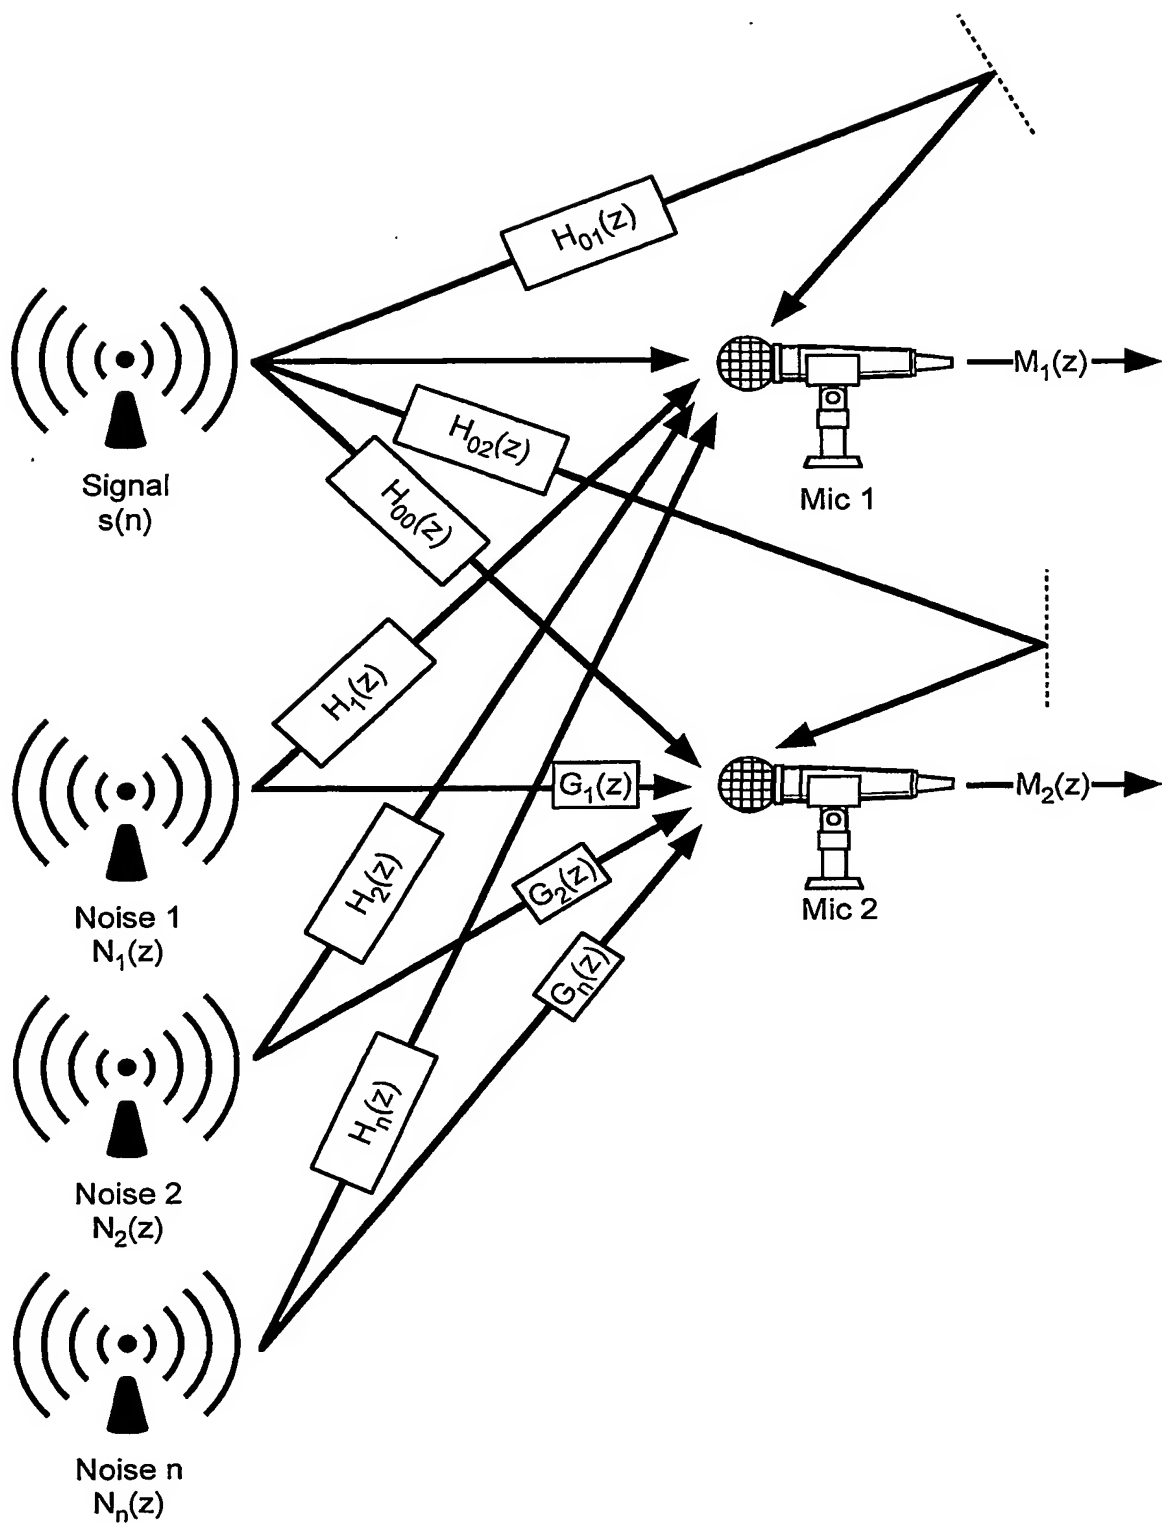 H₀₁(z)
M₁(z)
H₀₂(z)
Signal
s(n)
Mic 1
H₀₀(z)
H₁(z)
G₁(z)
M₂(z)
H₂(z)
G₂(z)
Mic 2
Noise 1
N₁(z)
Gₙ(z)
Hₙ(z)
Noise 2
N₂(z)
Noise n
Nₙ(z)